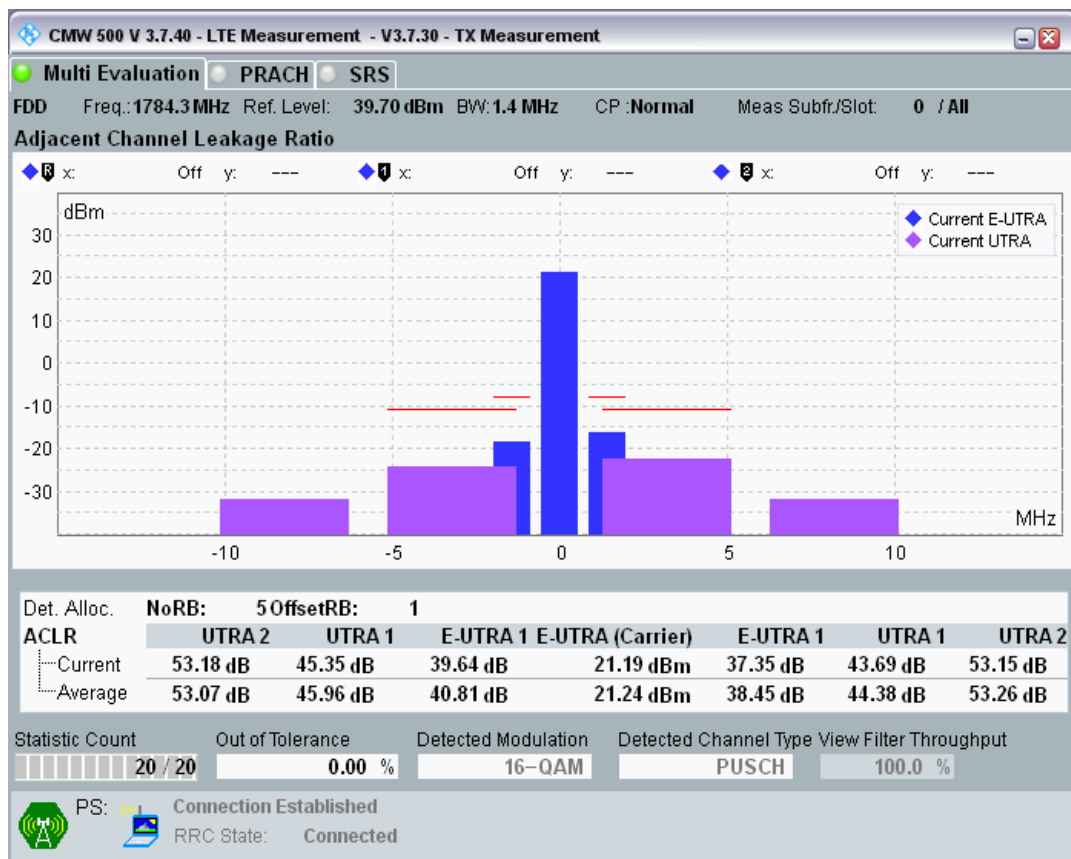 CMW 500 V 3.7.40 - LTE Measurement - V3.7.30 - TX Measurement
Multi Evaluation PRACH SRS
FDD Freq.: 1784.3 MHz Ref. Level: 39.70 dBm BW: 1.4 MHz CP :Normal Meas Subfr./Slot: 0 / All
Adjacent Channel Leakage Ratio
R x: Off y: --- 1 x: Off y: --- 2 x: Off y: ---
dBm
Current E-UTRA
Current UTRA
30
20
10
0
-10
-20
-30
MHz
-10 -5 0 5 10
Det. Alloc. NoRB: 5 OffsetRB: 1
ACLR UTRA 2 UTRA 1 E-UTRA 1 E-UTRA (Carrier) E-UTRA 1 UTRA 1 UTRA 2
Current 53.18 dB 45.35 dB 39.64 dB 21.19 dBm 37.35 dB 43.69 dB 53.15 dB
Average 53.07 dB 45.96 dB 40.81 dB 21.24 dBm 38.45 dB 44.38 dB 53.26 dB
Statistic Count Out of Tolerance Detected Modulation Detected Channel Type View Filter Throughput
20 / 20 0.00 % 16-QAM PUSCH 100.0 %
PS: Connection Established
RRC State: Connected